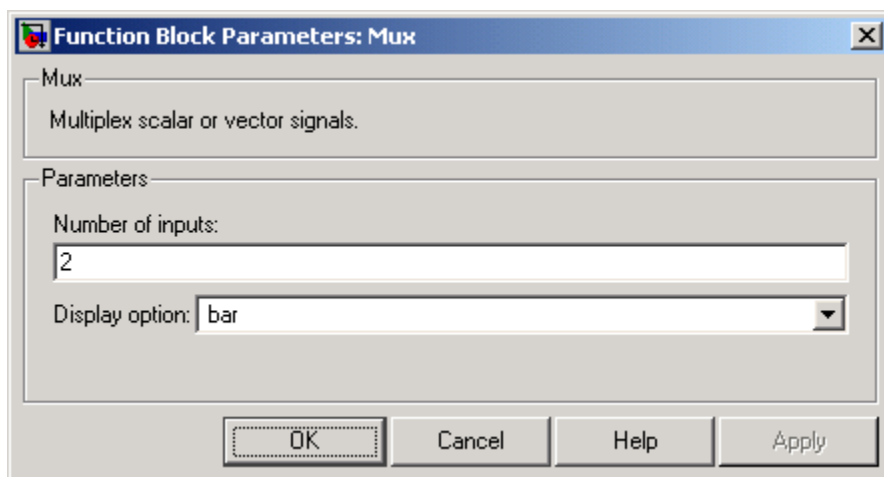 Function Block Parameters: Mux
Mux
Multiplex scalar or vector signals.
Parameters
Number of inputs:
2
Display option: bar
OK Cancel Help Apply